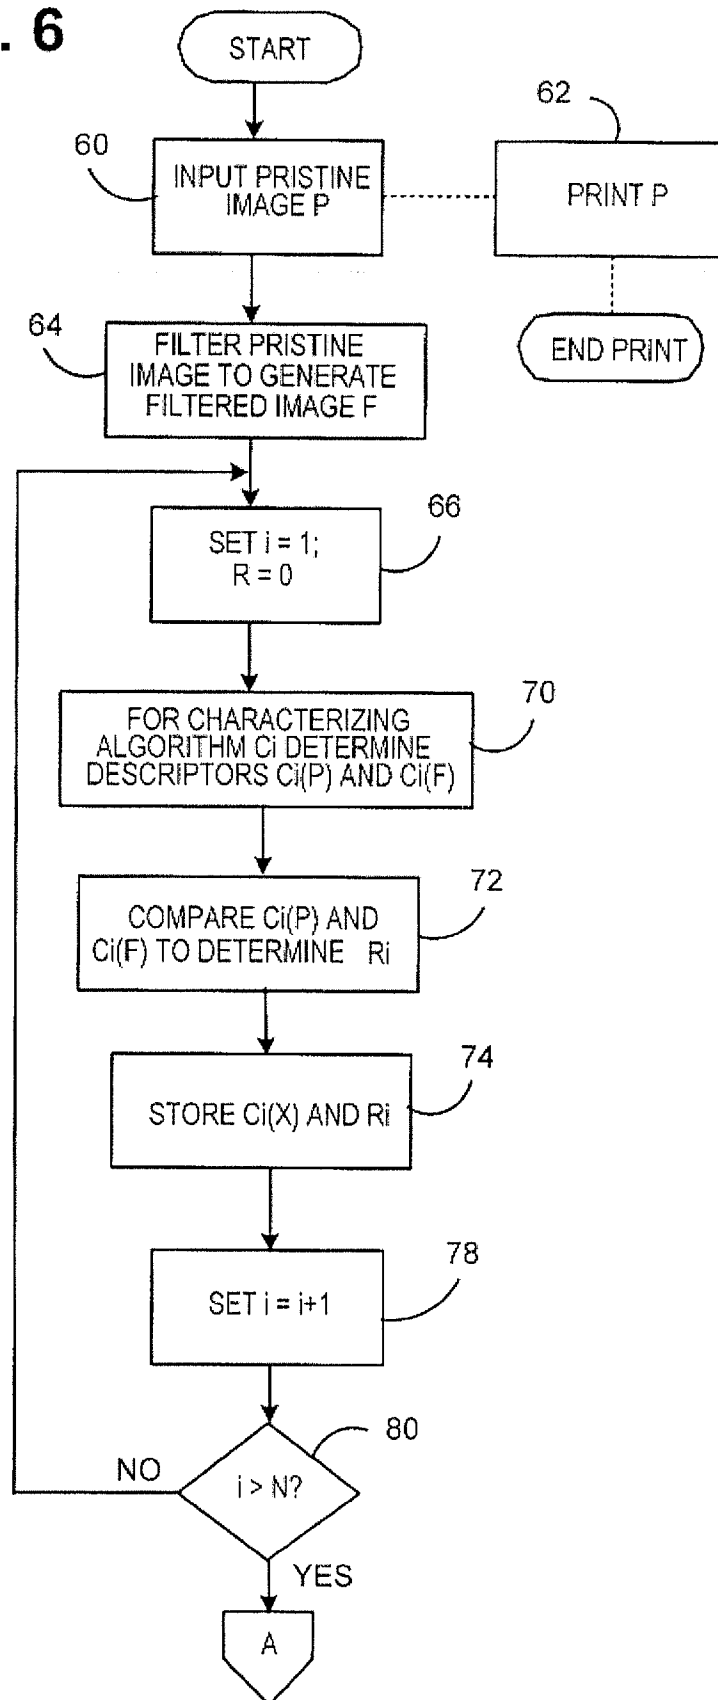 . 6
START
62
60
INPUT PRISTINE
IMAGE P
PRINT P
64
FILTER PRISTINE
IMAGE TO GENERATE
FILTERED IMAGE F
END PRINT
66
SET i = 1;
R = 0
70
FOR CHARACTERIZING
ALGORITHM Ci DETERMINE
DESCRIPTORS Ci(P) AND Ci(F)
72
COMPARE Ci(P) AND
Ci(F) TO DETERMINE Ri
74
STORE Ci(X) AND Ri
78
SET i = i+1
80
NO
i > N?
YES
A